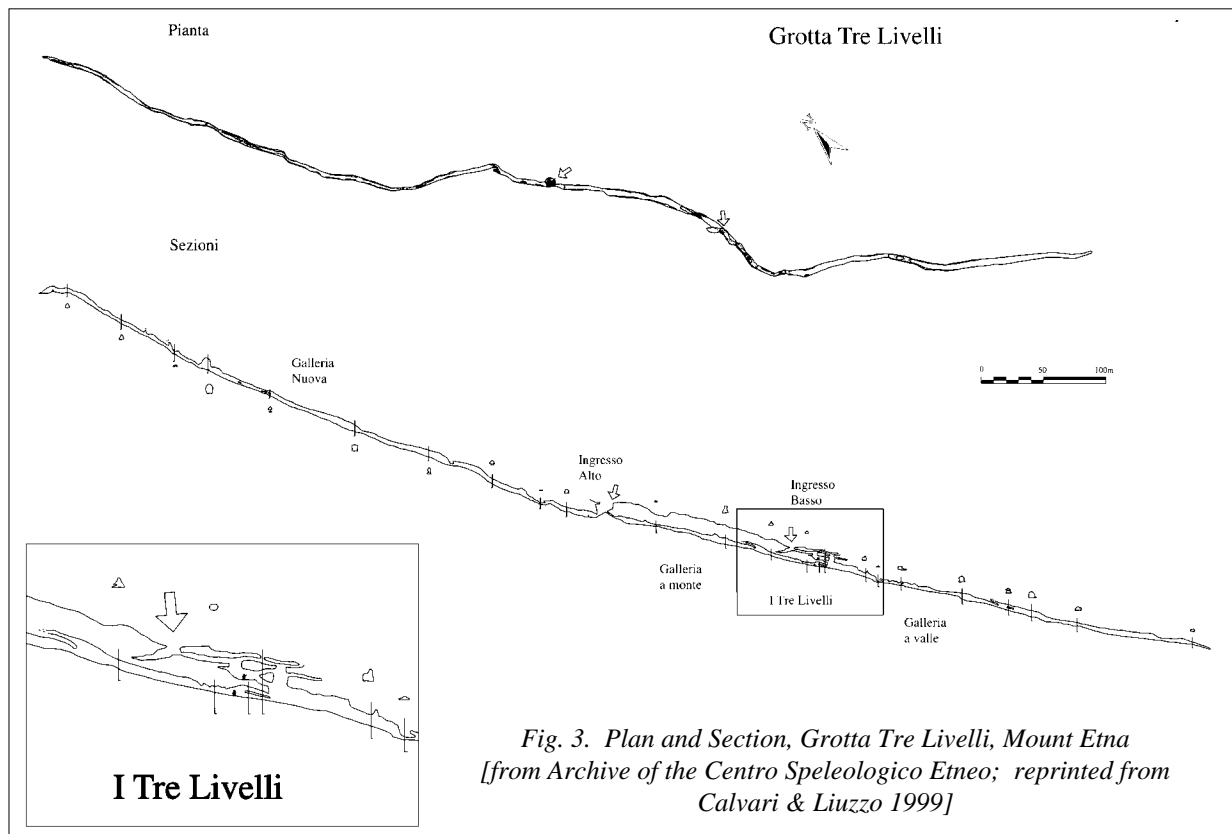 Pianta
Grotta Tre Livelli
Sezioni
Galleria
Nuova
0 50 100m
Ingresso
Alto
Ingresso
Basso
Galleria
a monte
I Tre Livelli
Galleria
a valle
I Tre Livelli
Fig. 3. Plan and Section, Grotta Tre Livelli, Mount Etna
[from Archive of the Centro Speleologico Etneo; reprinted from
Calvari & Liuzzo 1999]